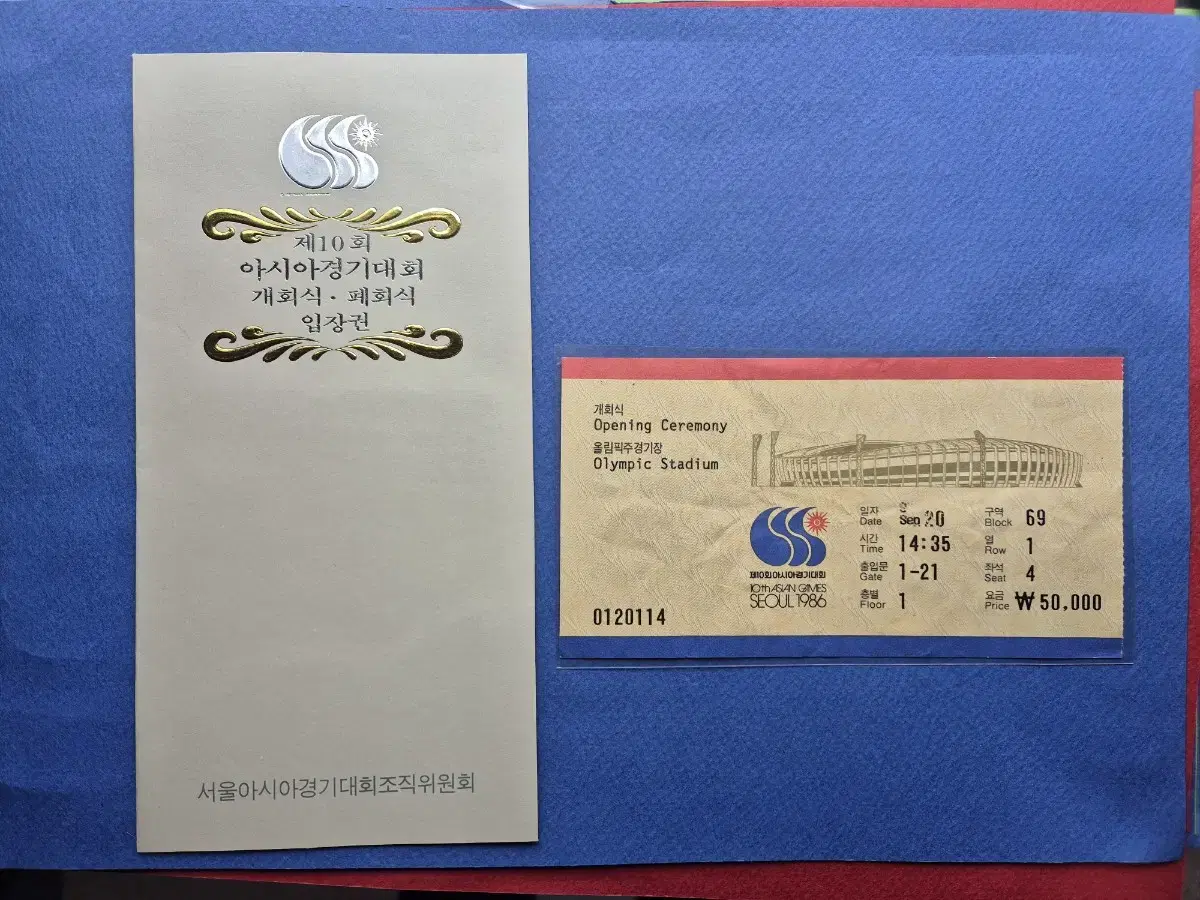 제10회
아시아경기대회
개회식·폐회식
입장권
서울아시아경기대회조직위원회
개회식
Opening Ceremony
올림픽주경기장
Olympic Stadium
제10회아시아경기대회
10th ASIAN GAMES
SEOUL 1986
일자
Date Sep 20
시간
Time 14:35
출입문
Gate 1-21
층별
Floor 1
구역
Block 69
열
Row 1
좌석
Seat 4
요금
Price ₩50,000
0120114